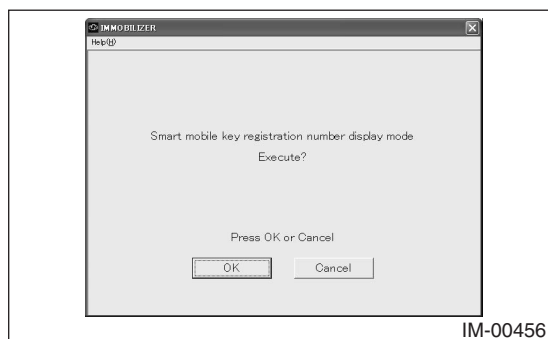 IMMOBILIZER
Help(H)
Smart mobile key registration number display mode
Execute?
Press OK or Cancel
OK Cancel
IM-00456